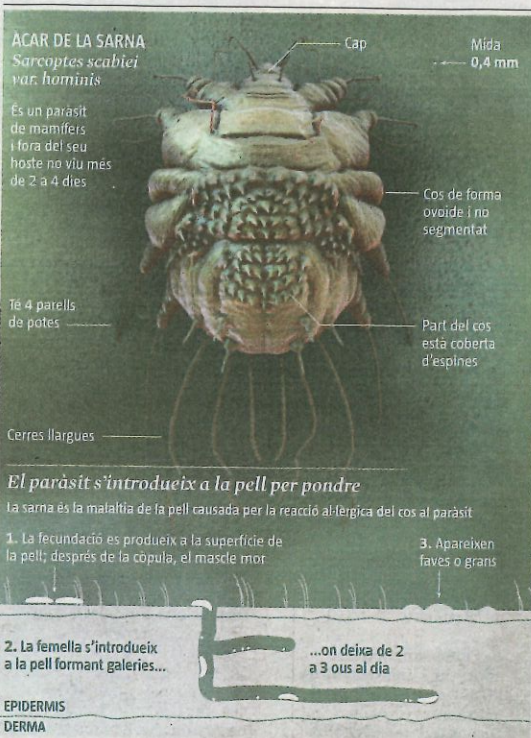 ÀCAR DE LA SARNA
Sarcoptes scabiei
var. hominis
És un paràsit
de mamífers
i fora del seu
hoste no viu més
de 2 a 4 dies
Cap
Mida
0,4 mm
Cos de forma
ovoide i no
segmentat
Té 4 parells
de potes
Part del cos
està coberta
d'espines
Cerres llargues
El paràsit s'introdueix a la pell per pondre
La sarna és la malaltia de la pell causada per la reacció al·lèrgica del cos al paràsit
1. La fecundació es produeix a la superfície de
la pell; després de la còpula, el mascle mor
3. Apareixen
faves o grans
2. La femella s'introdueix
a la pell formant galeries...
...on deixa de 2
a 3 ous al dia
EPIDERMIS
DERMA